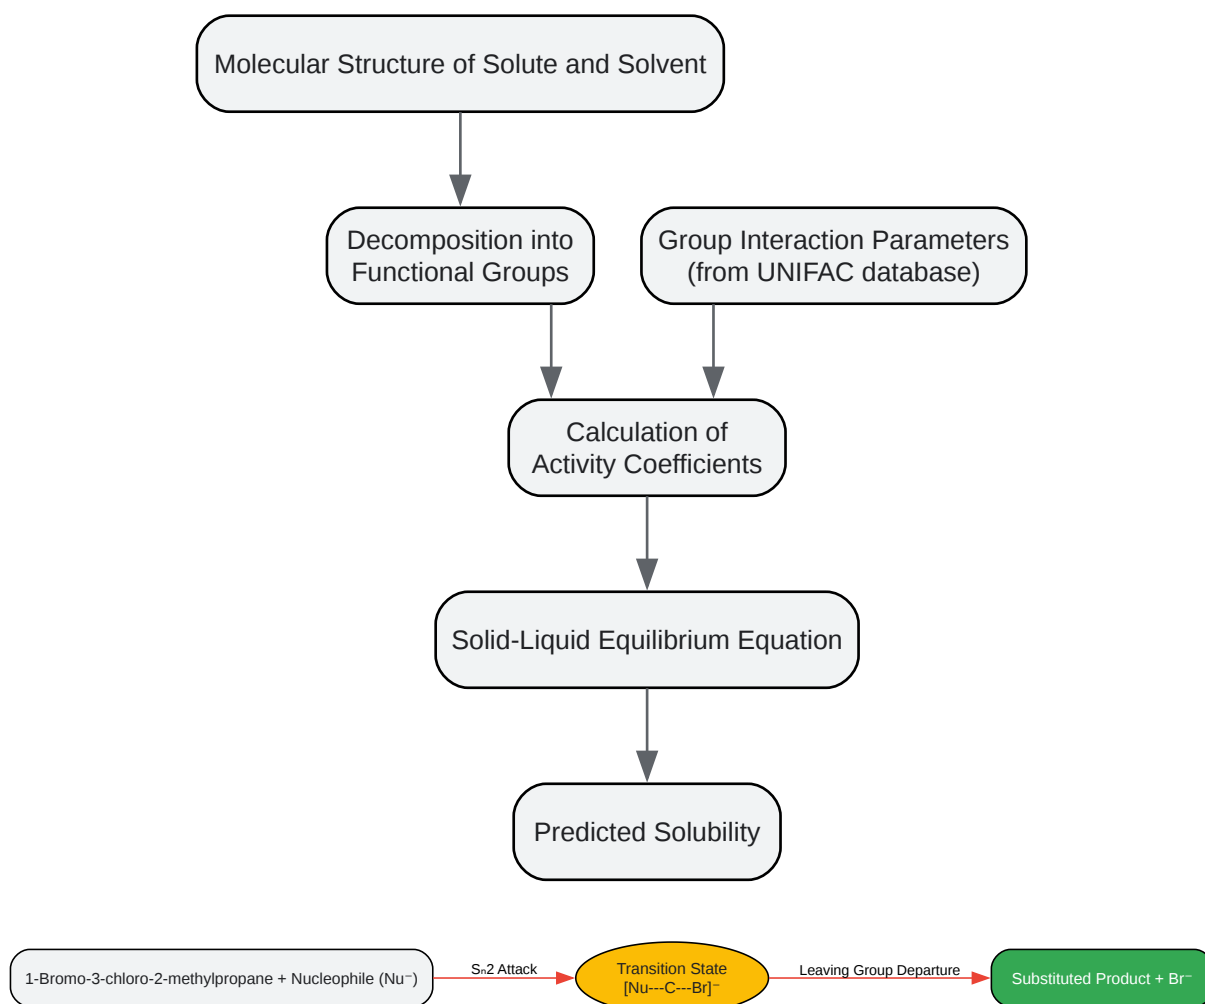 Molecular Structure of Solute and Solvent
Decomposition into
Functional Groups
Group Interaction Parameters
(from UNIFAC database)
Calculation of
Activity Coefficients
Solid-Liquid Equilibrium Equation
Predicted Solubility
1-Bromo-3-chloro-2-methylpropane + Nucleophile (Nu⁻)
Sₙ2 Attack
Transition State
[Nu---C---Br]⁻
Leaving Group Departure
Substituted Product + Br⁻